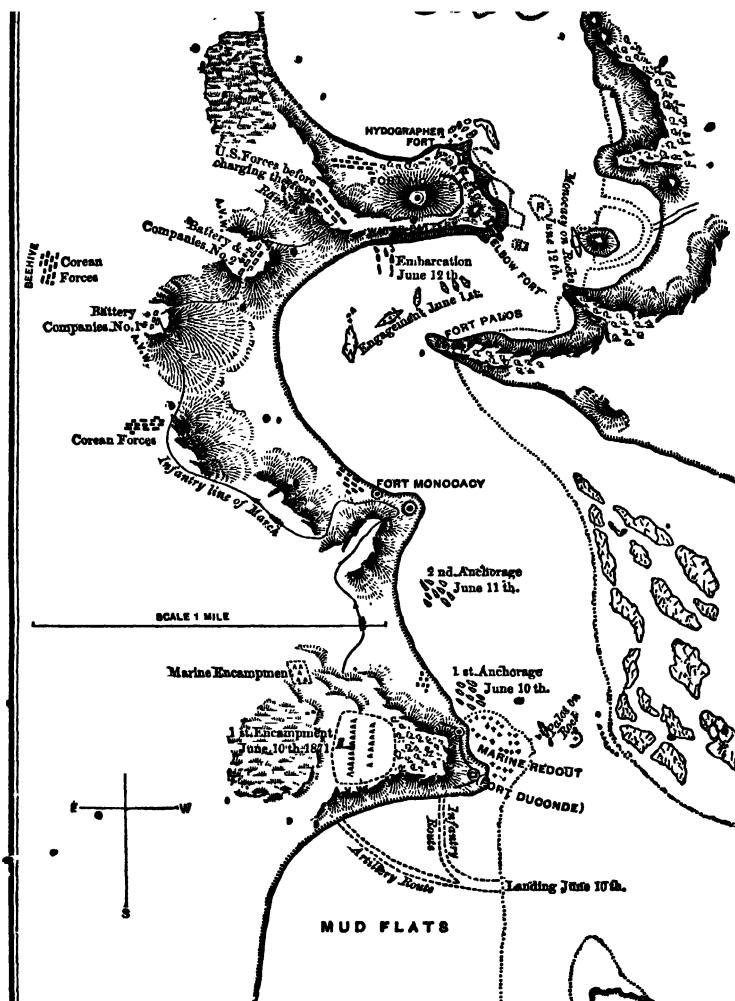 HYDOGRAPHER
FORT
U.S. Forces before
charging the
FORT
Monocacy on Rocks
June 12th.
ELBOW FORT
Battery &
Companies. No. 2
BEEHIVE
Corean
Forces
Embarcation
June 12th.
Engagement June 1st.
Battery
Companies. No. 1
FORT PALOS
Corean Forces
Infantry line of March
FORT MONOCACY
2nd. Anchorage
June 11th.
SCALE 1 MILE
Marine Encampment
1st. Anchorage
June 10th.
Palos on
Rock
1st. Encampment
June 10th. 1871
MARINE REDOUT
(FORT DUCONDE)
E W
S
Infantry
Route
Artillery Route
Landing June 10th.
MUD FLATS